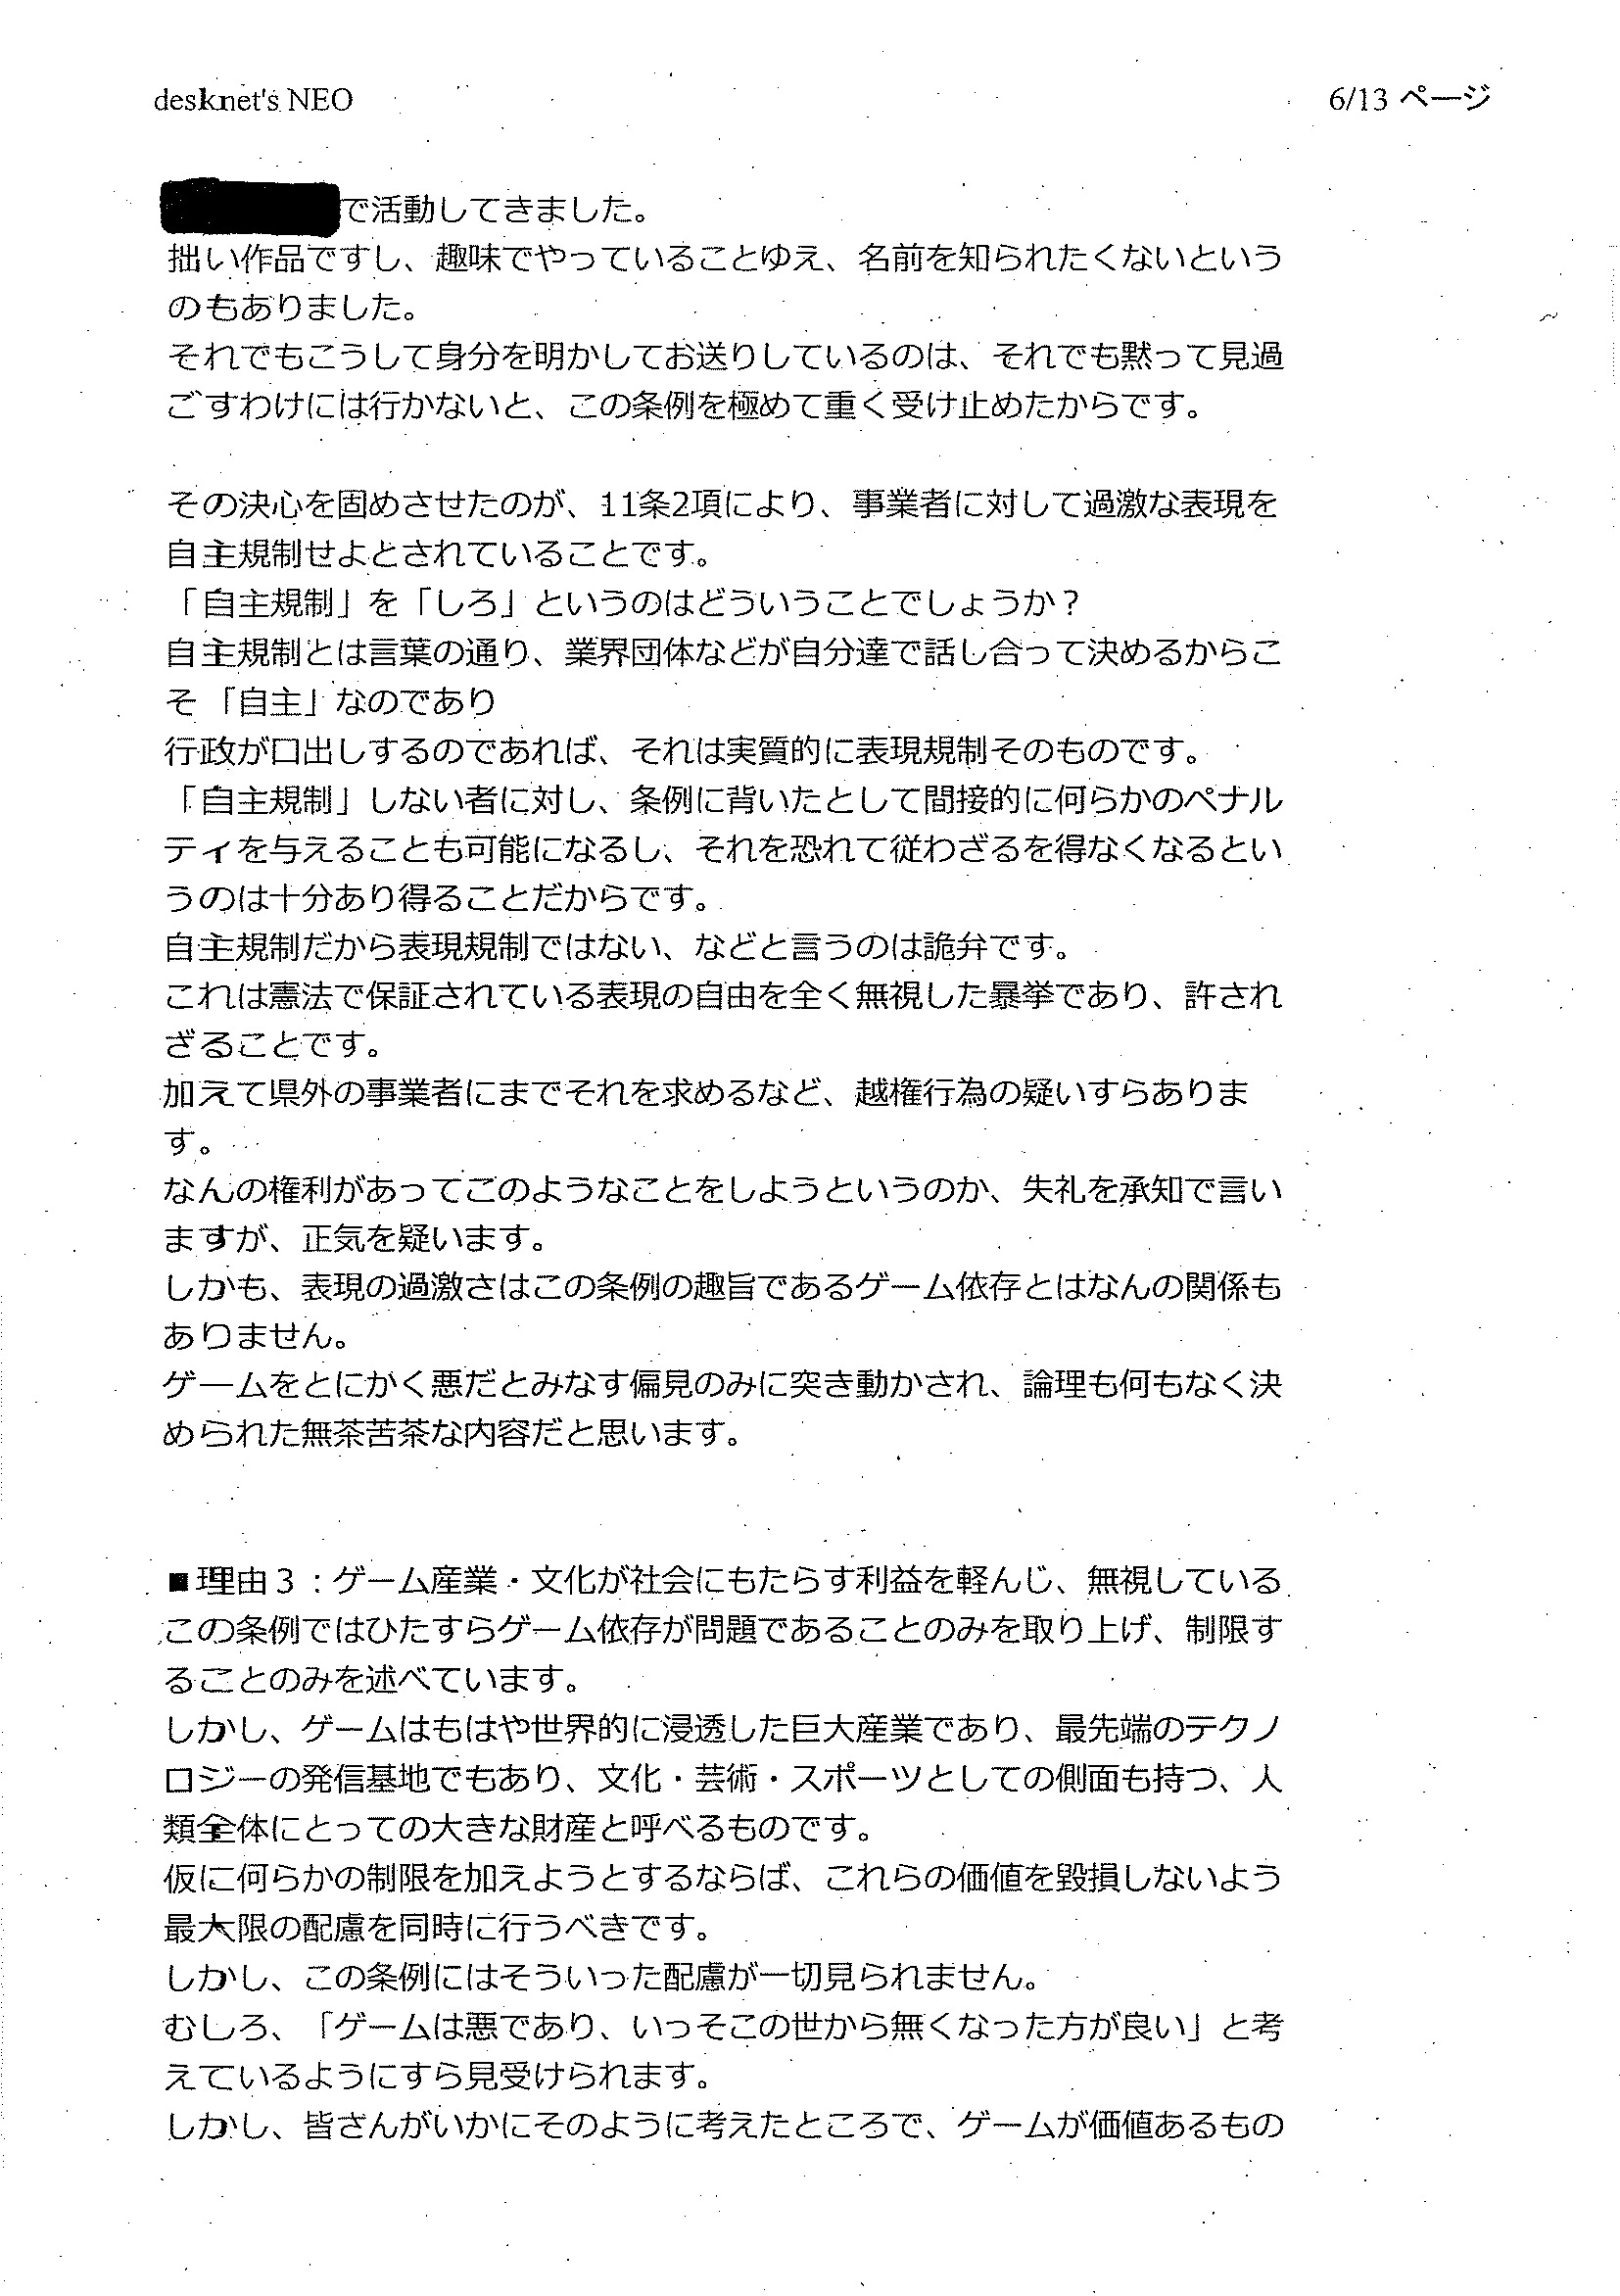 desknet's NEO
6/13 ページ
で活動してきました。
拙い作品ですし、趣味でやっていることゆえ、名前を知られたくないという
のもありました。
それでもこうして身分を明かしてお送りしているのは、それでも黙って見過
ごすわけには行かないと、この条例を極めて重く受け止めたからです。
その決心を固めさせたのが、11条2項により、事業者に対して過激な表現を
自主規制せよとされていることです。
「自主規制」を「しろ」というのはどういうことでしょうか？
自主規制とは言葉の通り、業界団体などが自分達で話し合って決めるからこ
そ「自主」なのであり
行政が口出しするのであれば、それは実質的に表現規制そのものです。
「自主規制」しない者に対し、条例に背いたとして間接的に何らかのペナル
ティを与えることも可能になるし、それを恐れて従わざるを得なくなるとい
うのは十分あり得ることだからです。
自主規制だから表現規制ではない、などと言うのは詭弁です。
これは憲法で保証されている表現の自由を全く無視した暴挙であり、許され
ざることです。
加えて県外の事業者にまでそれを求めるなど、越権行為の疑いすらありま
す。
なんの権利があってこのようなことをしようというのか、失礼を承知で言い
ますが、正気を疑います。
しかも、表現の過激さはこの条例の趣旨であるゲーム依存とはなんの関係も
ありません。
ゲームをとにかく悪だとみなす偏見のみに突き動かされ、論理も何もなく決
められた無茶苦茶な内容だと思います。
■理由３：ゲーム産業・文化が社会にもたらす利益を軽んじ、無視している
この条例ではひたすらゲーム依存が問題であることのみを取り上げ、制限す
ることのみを述べています。
しかし、ゲームはもはや世界的に浸透した巨大産業であり、最先端のテクノ
ロジーの発信基地でもあり、文化・芸術・スポーツとしての側面も持つ、人
類全体にとっての大きな財産と呼べるものです。
仮に何らかの制限を加えようとするならば、これらの価値を毀損しないよう
最大限の配慮を同時に行うべきです。
しかし、この条例にはそういった配慮が一切見られません。
むしろ、「ゲームは悪であり、いっそこの世から無くなった方が良い」と考
えているようにすら見受けられます。
しかし、皆さんがいかにそのように考えたところで、ゲームが価値あるもの